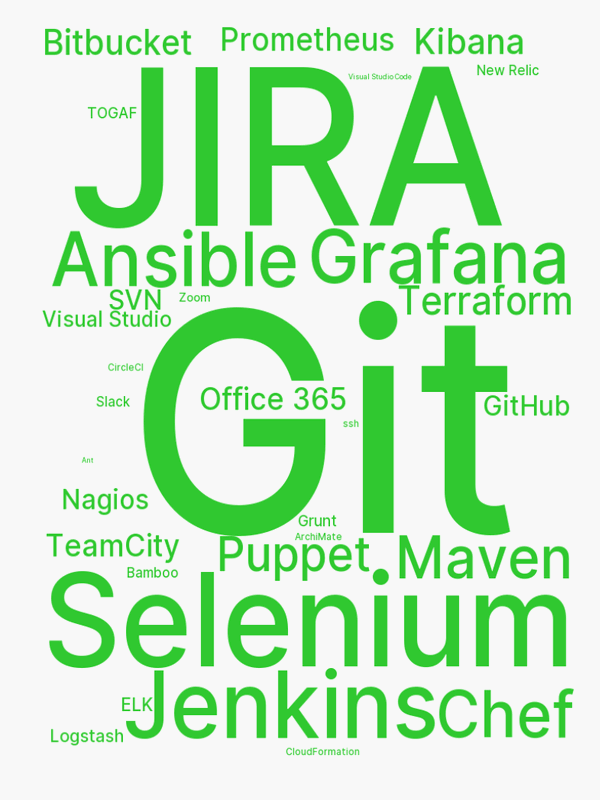 Bitbucket
Prometheus
Kibana
New Relic
Visual Studio Code
TOGAF
JIRA
Ansible
Grafana
SVN
Zoom
Terraform
Visual Studio
Git
CircleCI
Office 365
Slack
GitHub
ssh
Ant
Nagios
Grunt
ArchiMate
TeamCity
Puppet
Maven
Bamboo
Selenium
ELK
Jenkins
Chef
Logstash
CloudFormation